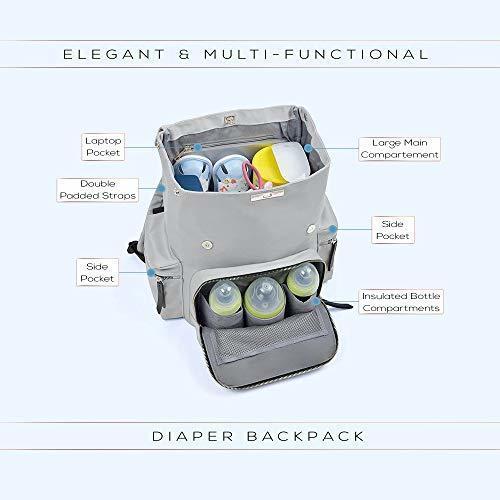 ELEGANT & MULTI-FUNCTIONAL
Laptop
Pocket
Large Main
Compartement
Double
Padded Straps
Side
Pocket
Side
Pocket
Insulated Bottle
Compartments
DIAPER BACKPACK